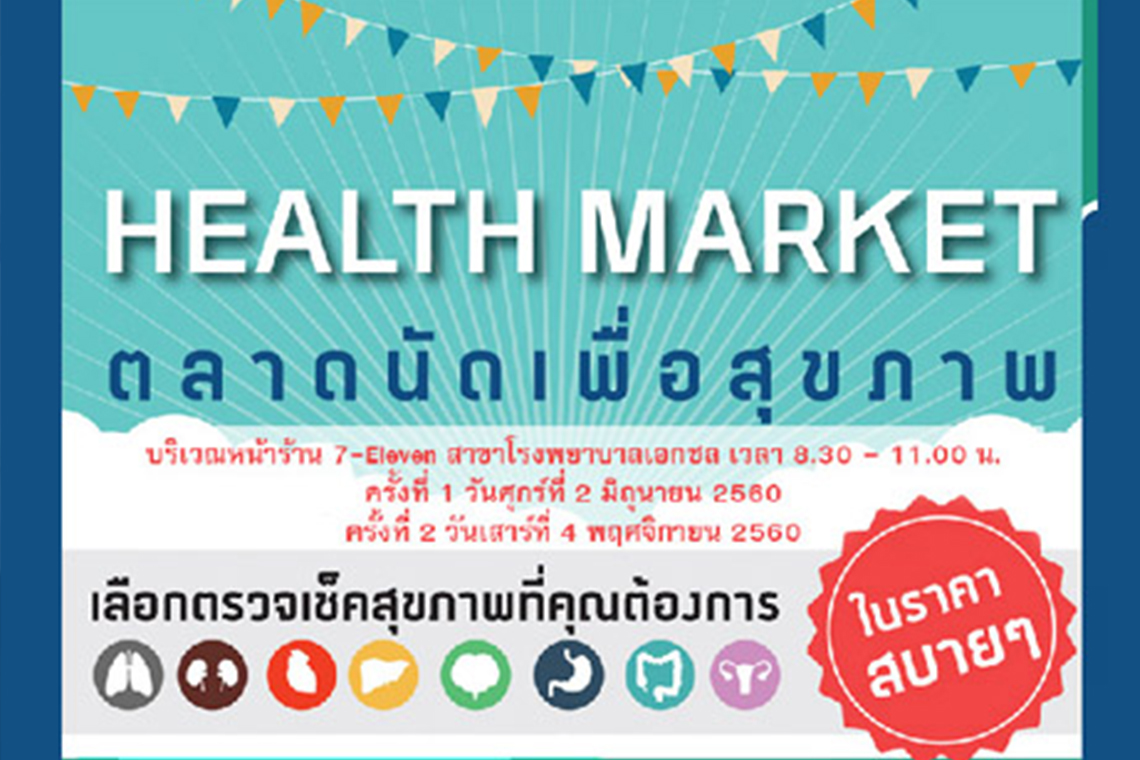 HEALTH MARKET
ตลาดนัดเพื่อสุขภาพ
บริเวณหน้าร้าน 7-Eleven สาขาโรงพยาบาลเอกชล เวลา 8.30 - 11.00 น.
ครั้งที่ 1 วันศุกร์ที่ 2 มิถุนายน 2560
ครั้งที่ 2 วันเสาร์ที่ 4 พฤศจิกายน 2560
เลือกตรวจเช็คสุขภาพที่คุณต้องการ
ในราคา
สบายๆ